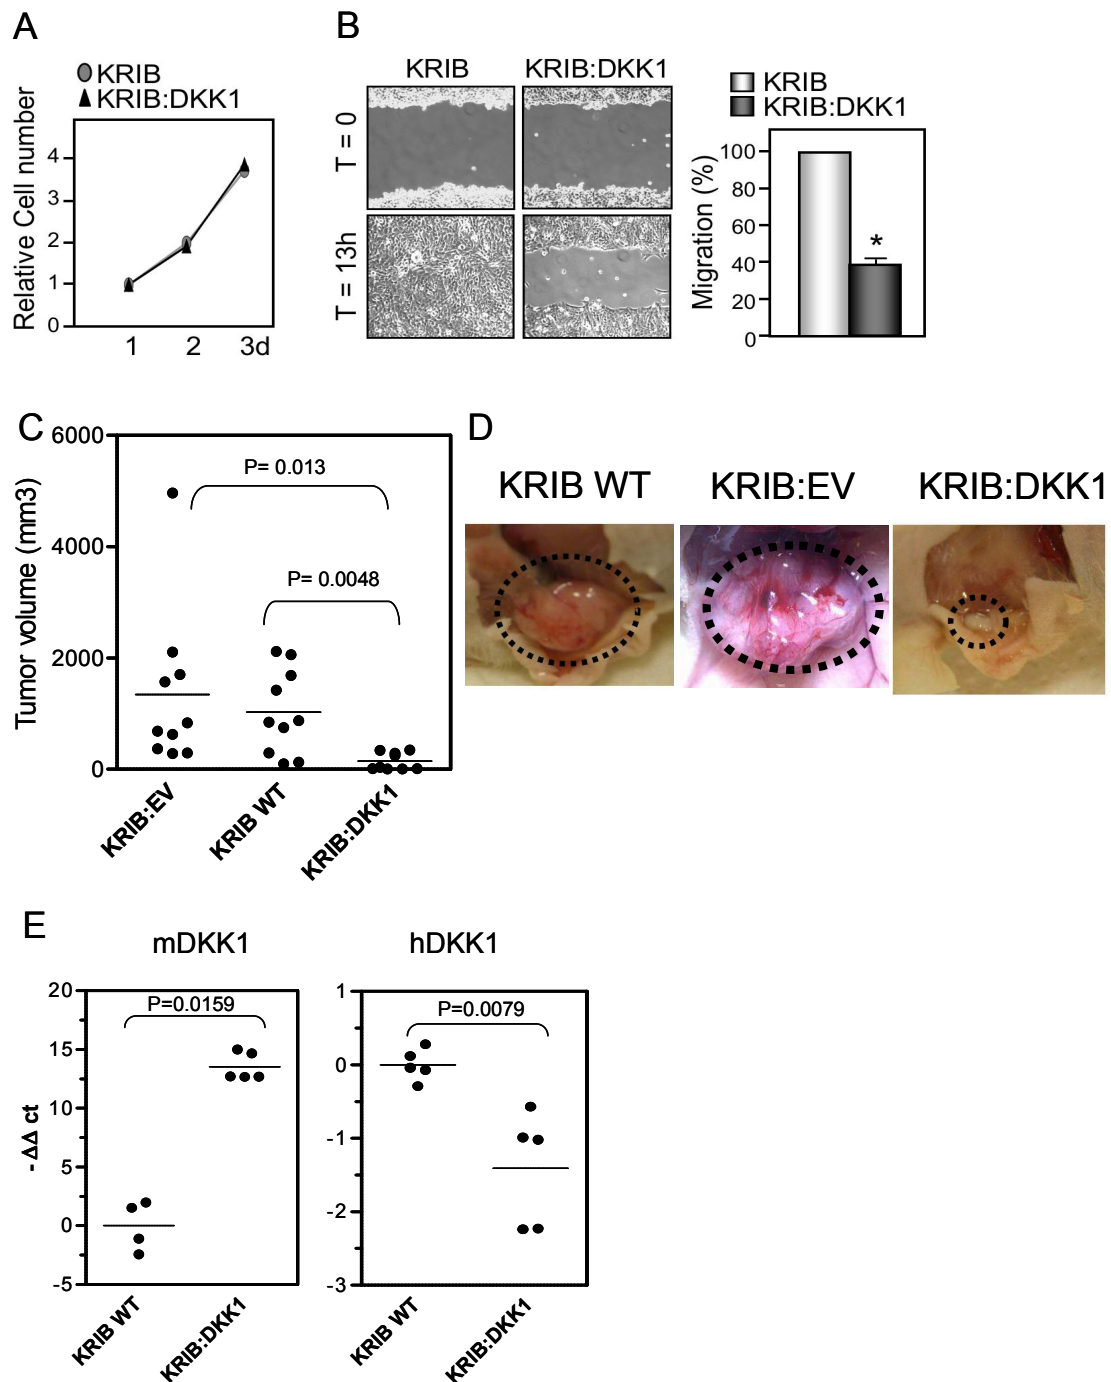 A
KRIB
KRIB:DKK1
Relative Cell number
4
3
2
1
0
1 2 3d
B
KRIB KRIB:DKK1
T = 0
T = 13h
KRIB
KRIB:DKK1
Migration (%)
100
80
60
40
20
0
*
C
Tumor volume (mm3)
6000
4000
2000
0
P= 0.013
P= 0.0048
KRIB:EV
KRIB WT
KRIB:DKK1
D
KRIB WT KRIB:EV KRIB:DKK1
E
mDKK1
- ΔΔ ct
20
15
10
5
0
-5
P=0.0159
KRIB WT
KRIB:DKK1
hDKK1
1
0
-1
-2
-3
P=0.0079
KRIB WT
KRIB:DKK1